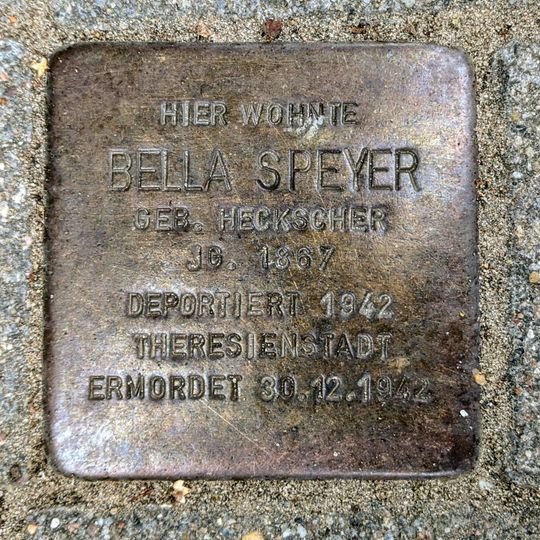 HIER WOHNTE
BELLA SPEYER
GEB. HECKSCHER
JG. 1867
DEPORTIERT 1942
THERESIENSTADT
ERMORDET 30.12.1942